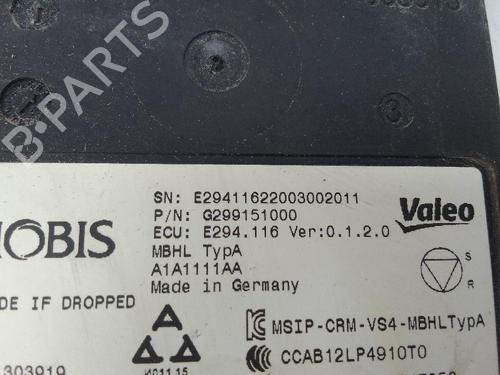 SN: E29411622003002011
P/N: G299151000
ECU: E294.116 Ver:0.1.2.0
MBHL TypA
A1A1111AA
Made in Germany
Valeo
OBIS
DE IF DROPPED
S
R
MSIP-CRM-VS4-MBHLTypA
CCAB12LP4910T0
303919
B-PARTS